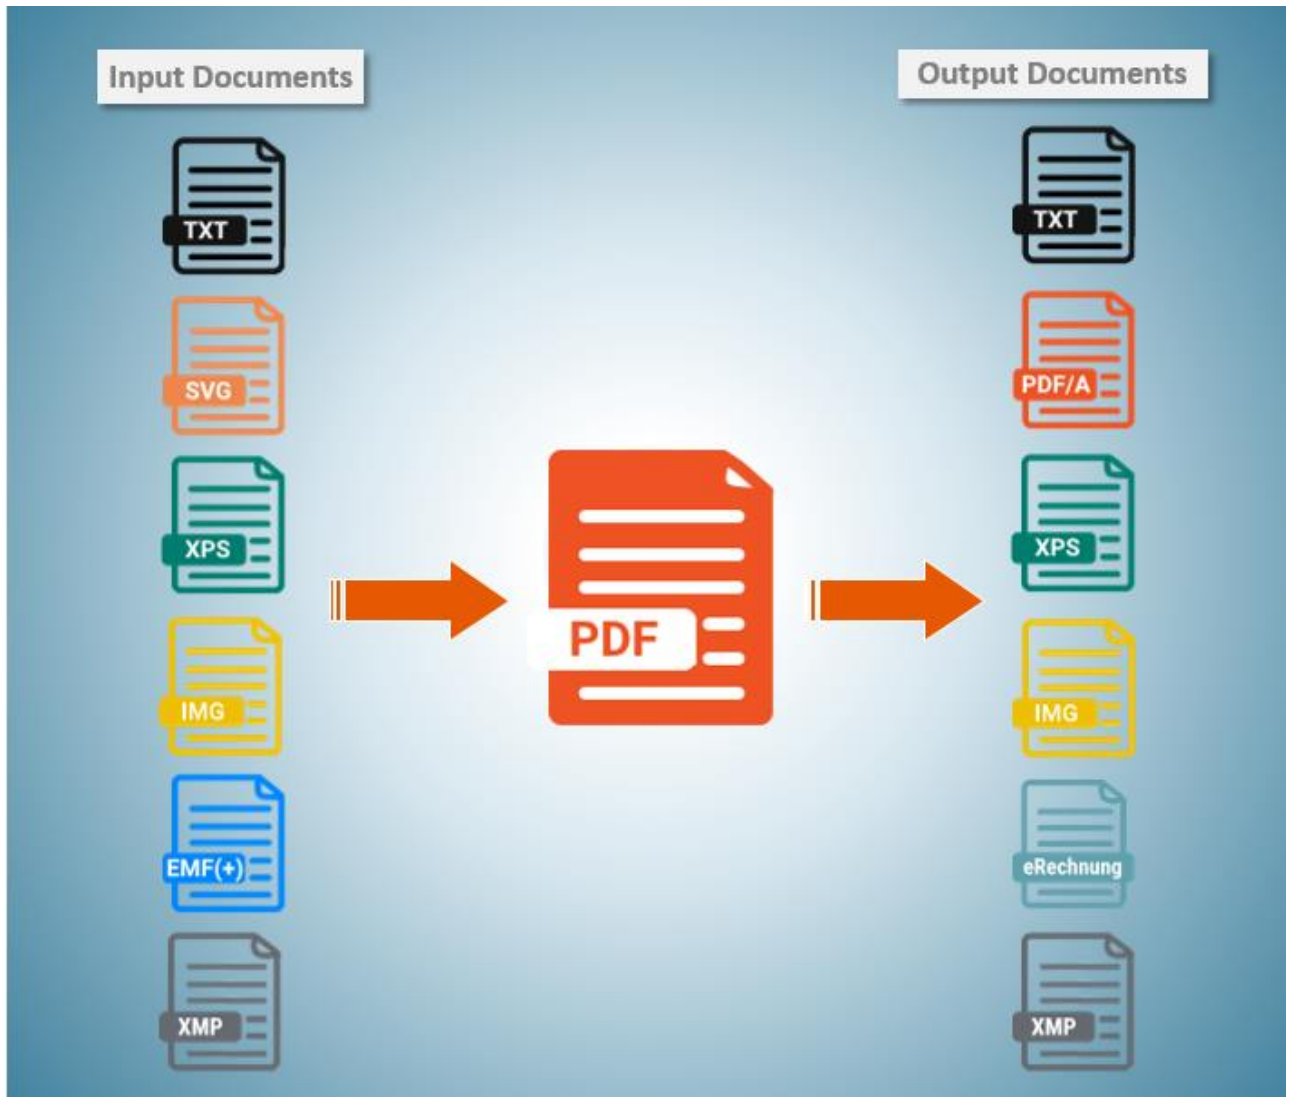 Input Documents
TXT
SVG
XPS
IMG
EMF(+)
XMP
PDF
Output Documents
TXT
PDF/A
XPS
IMG
eRechnung
XMP